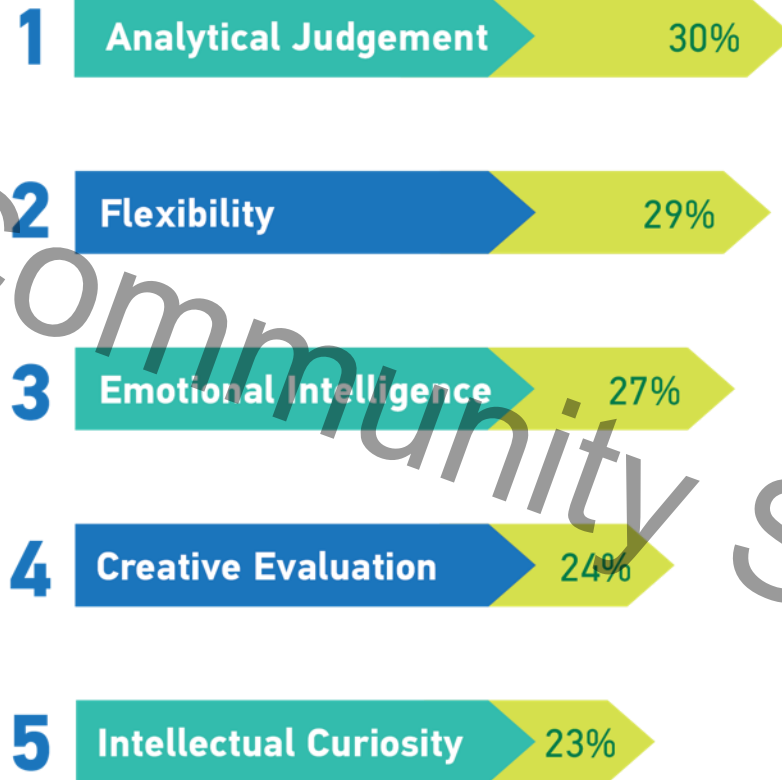 1 Analytical Judgement 30%
2 Flexibility 29%
3 Emotional Intelligence 27%
4 Creative Evaluation 24%
5 Intellectual Curiosity 23%
community S